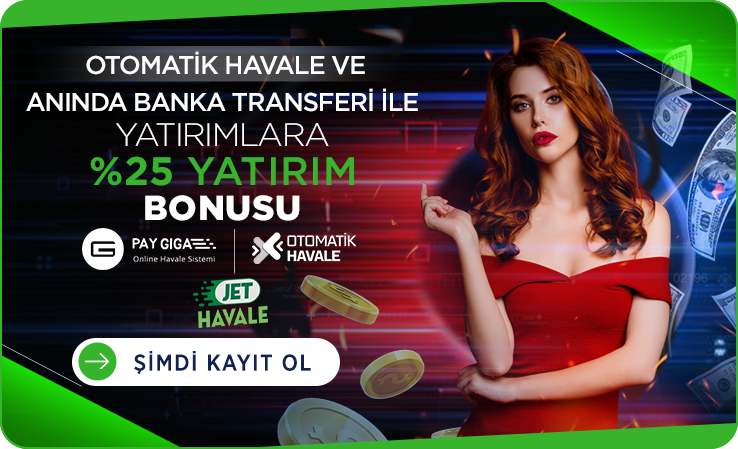 OTOMATİK HAVALE VE
ANINDA BANKA TRANSFERİ İLE
YATIRIMLARA
%25 YATIRIM
BONUSU
G PAY GIGA
Online Havale Sistemi
OTOMATİK
HAVALE
JET
HAVALE
ŞİMDİ KAYIT OL